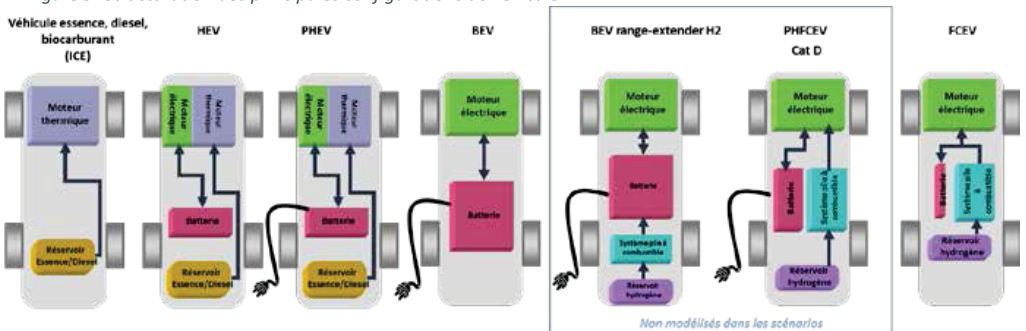 Véhicule essence, diesel,
biocarburant
(ICE)
HEV
PHEV
BEV
BEV range-extender H2
PHFCEV
Cat D
FCEV
Moteur
thermique
Réservoir
Essence/Diesel
Moteur
électrique
Moteur
thermique
Batterie
Réservoir
Essence/Diesel
Moteur
électrique
Moteur
thermique
Batterie
Réservoir
Essence/Diesel
Moteur
électrique
Batterie
Moteur
électrique
Batterie
Système pile à
combustible
Réservoir
hydrogène
Moteur
électrique
Batterie
Système pile à
combustible
Réservoir
hydrogène
Moteur
électrique
Batterie
Système pile à
combustible
Réservoir
hydrogène
Non modélisés dans les scénarios